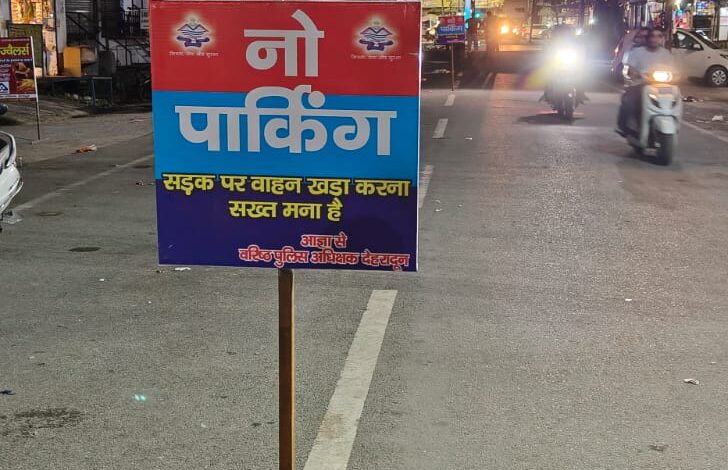 नो
पार्किंग
सड़क पर वाहन खड़ा करना
सख्त मना है
आज्ञा से
वरिष्ठ पुलिस अधिक्षक देहरादून